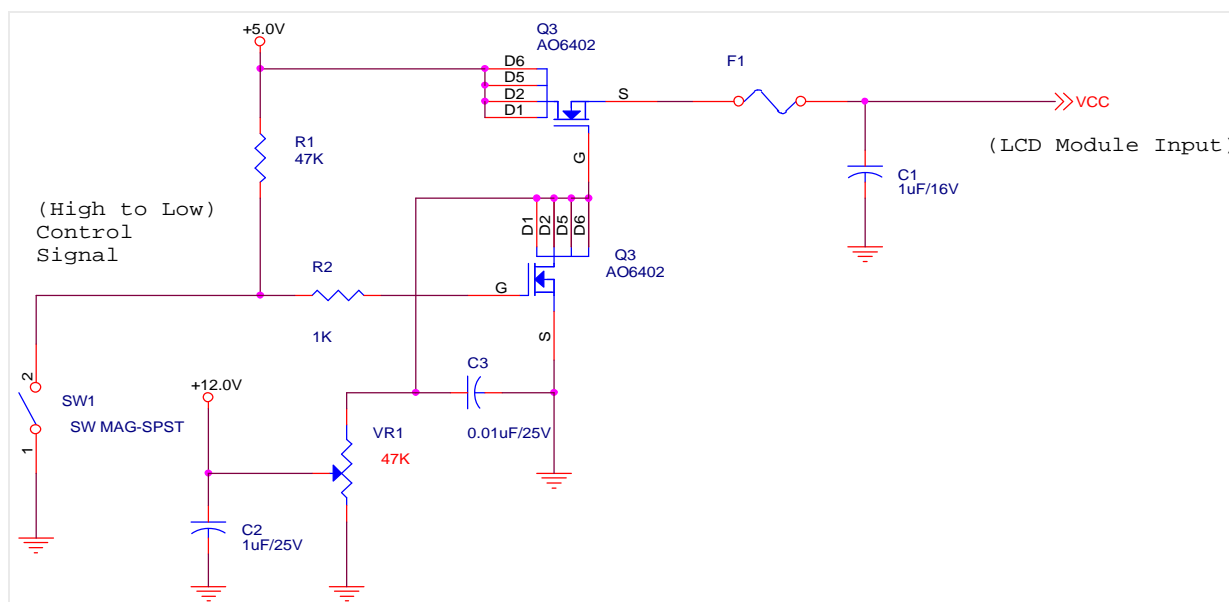 +5.0V
Q3
AO6402
D6
D5
D2
D1
S
G
F1
VCC
(LCD Module Input)
R1
47K
C1
1uF/16V
(High to Low)
Control
Signal
D1
D2
D5
D6
Q3
AO6402
R2
1K
G
S
2
1
SW1
SW MAG-SPST
+12.0V
C3
0.01uF/25V
VR1
47K
C2
1uF/25V